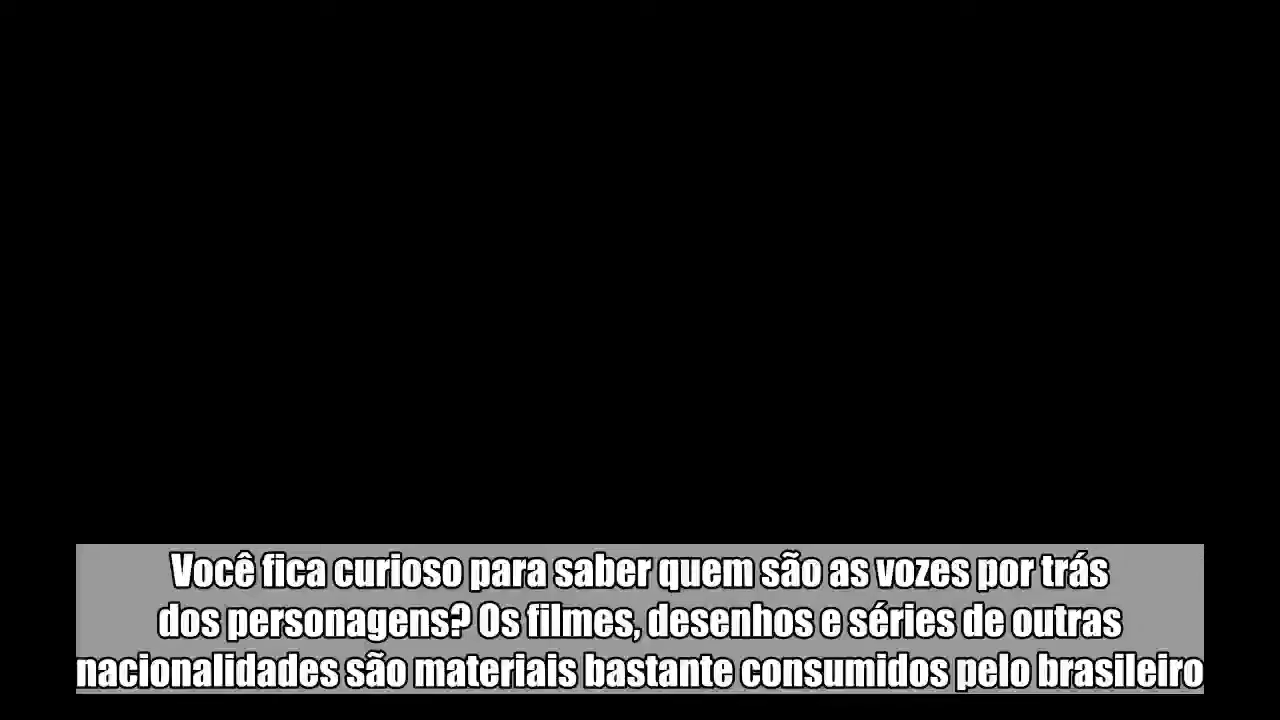 Você fica curioso para saber quem são as vozes por trás
dos personagens? Os filmes, desenhos e séries de outras
nacionalidades são materiais bastante consumidos pelo brasileiro